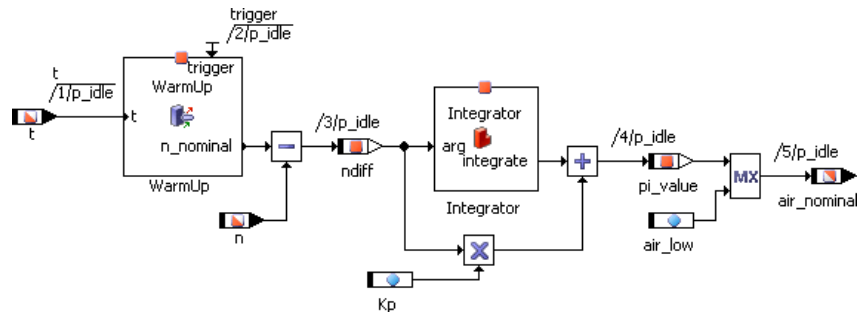 trigger
/2/p_idle
t
/1/p_idle
trigger
WarmUp
t
t
n_nominal
WarmUp
/3/p_idle
ndiff
n
Integrator
arg
integrate
Integrator
/4/p_idle
pi_value
/5/p_idle
MX
air_nominal
air_low
Kp